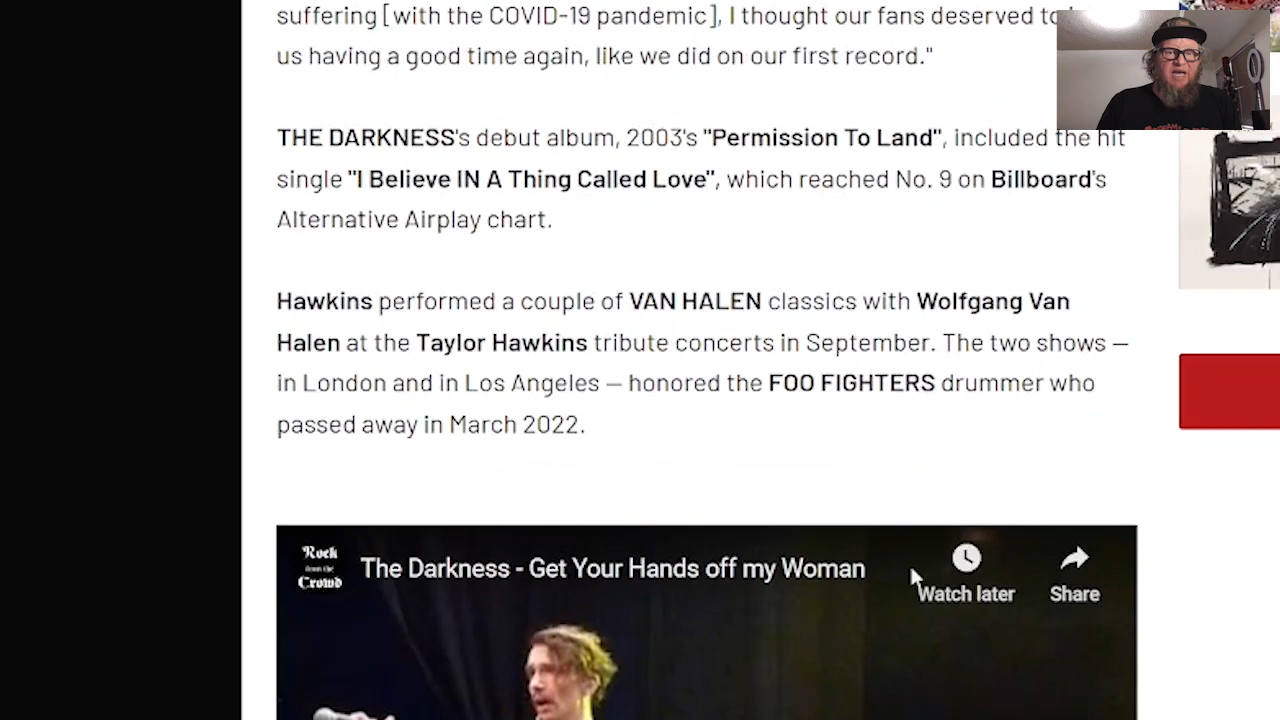 suffering [with the COVID-19 pandemic], I thought our fans deserved to
us having a good time again, like we did on our first record."
THE DARKNESS's debut album, 2003's "Permission To Land", included the hit
single "I Believe IN A Thing Called Love", which reached No. 9 on Billboard's
Alternative Airplay chart.
Hawkins performed a couple of VAN HALEN classics with Wolfgang Van
Halen at the Taylor Hawkins tribute concerts in September. The two shows —
in London and in Los Angeles — honored the FOO FIGHTERS drummer who
passed away in March 2022.
Rock
from the
Crowd
The Darkness - Get Your Hands off my Woman
Watch later
Share